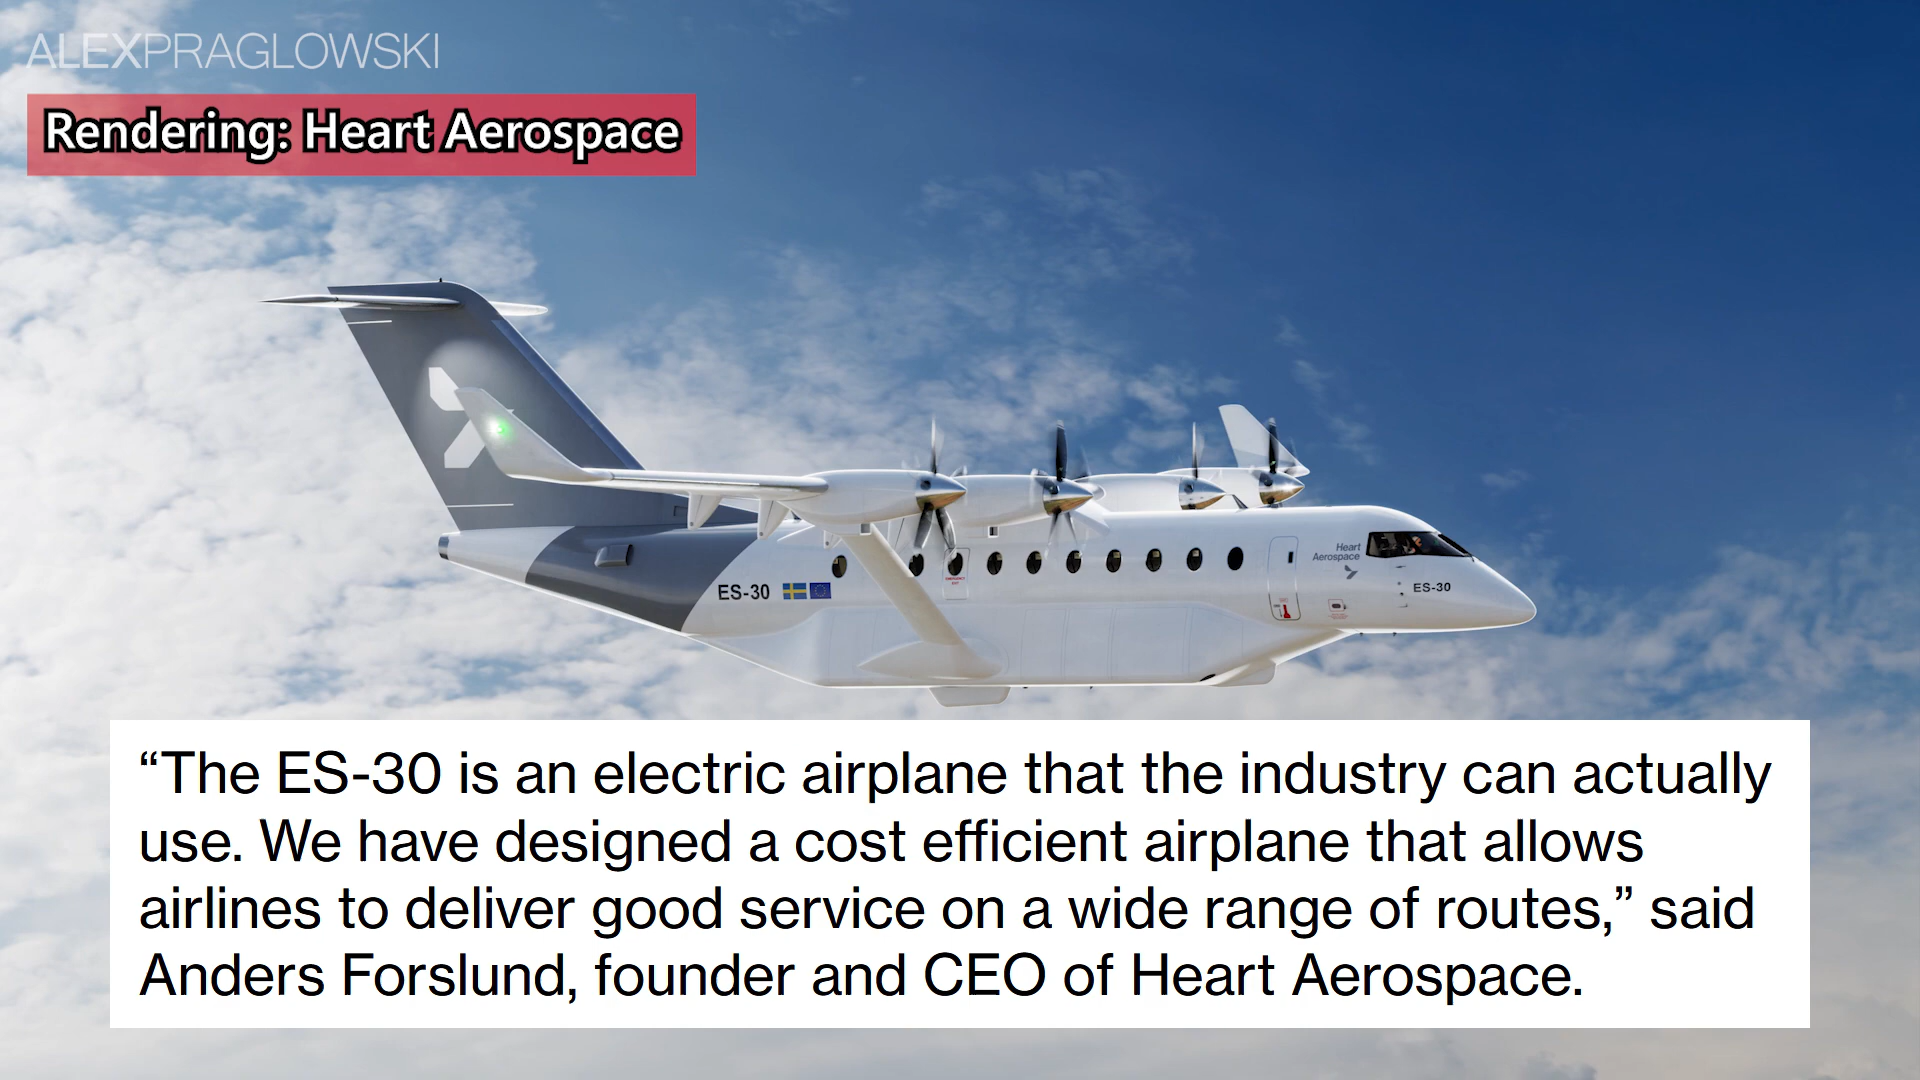 ALEXPRAGLOWSKI
Rendering: Heart Aerospace
Heart
Aerospace
ES-30
ES-30
“The ES-30 is an electric airplane that the industry can actually
use. We have designed a cost efficient airplane that allows
airlines to deliver good service on a wide range of routes,” said
Anders Forslund, founder and CEO of Heart Aerospace.